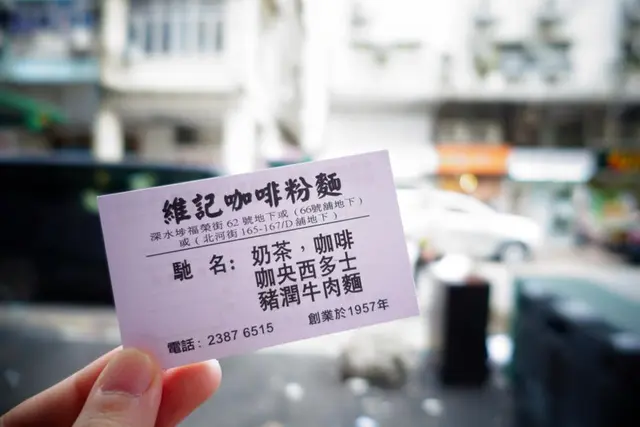 維記咖啡粉麵
深水埗福榮街62號地下或(66號舖地下)
或(北河街165-167/D舖地下)
馳名: 奶茶,咖啡
咖央西多士
豬潤牛肉麵
電話: 2387 6515 創業於1957年